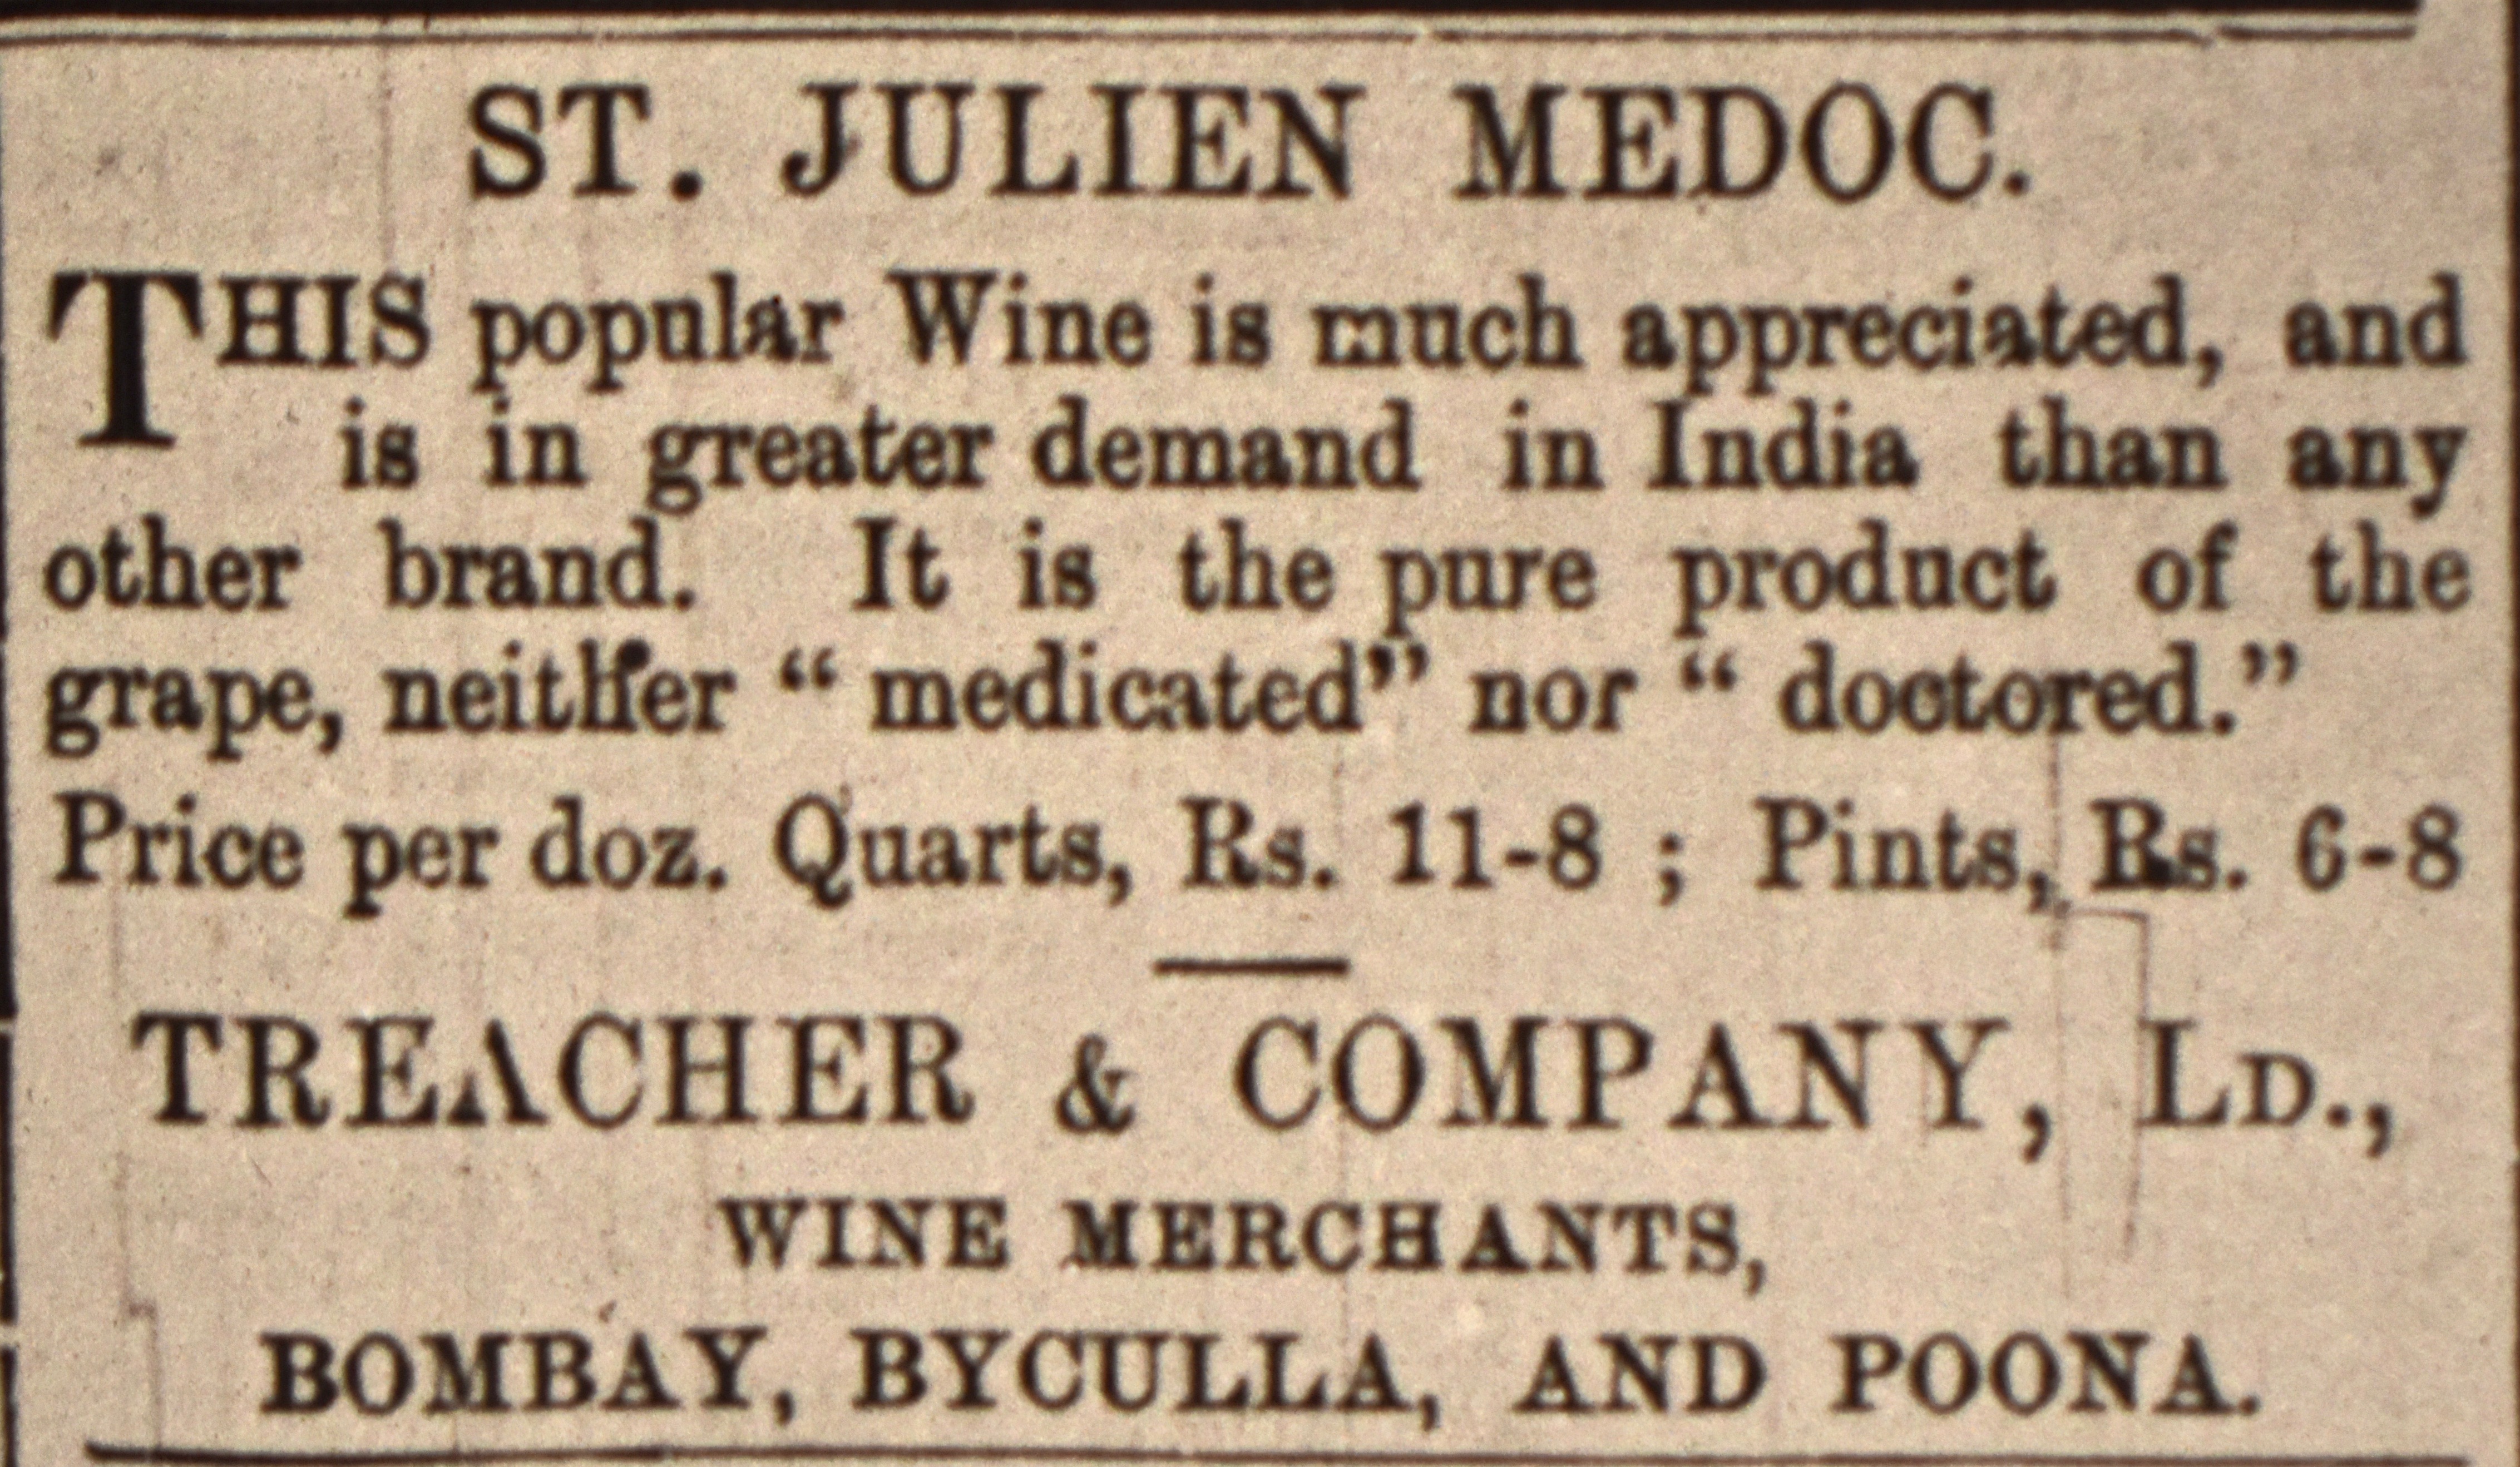 ST. JULIEN MEDOC.
THIS popular Wine is much appreciated, and
is in greater demand in India than any
other brand. It is the pure product of the
grape, neither “ medicated” nor “ doctored.”
Price per doz. Quarts, Rs. 11-8 ; Pints, Rs. 6-8
TREACHER & COMPANY, LD.,
WINE MERCHANTS,
BOMBAY, BYCULLA, AND POONA.